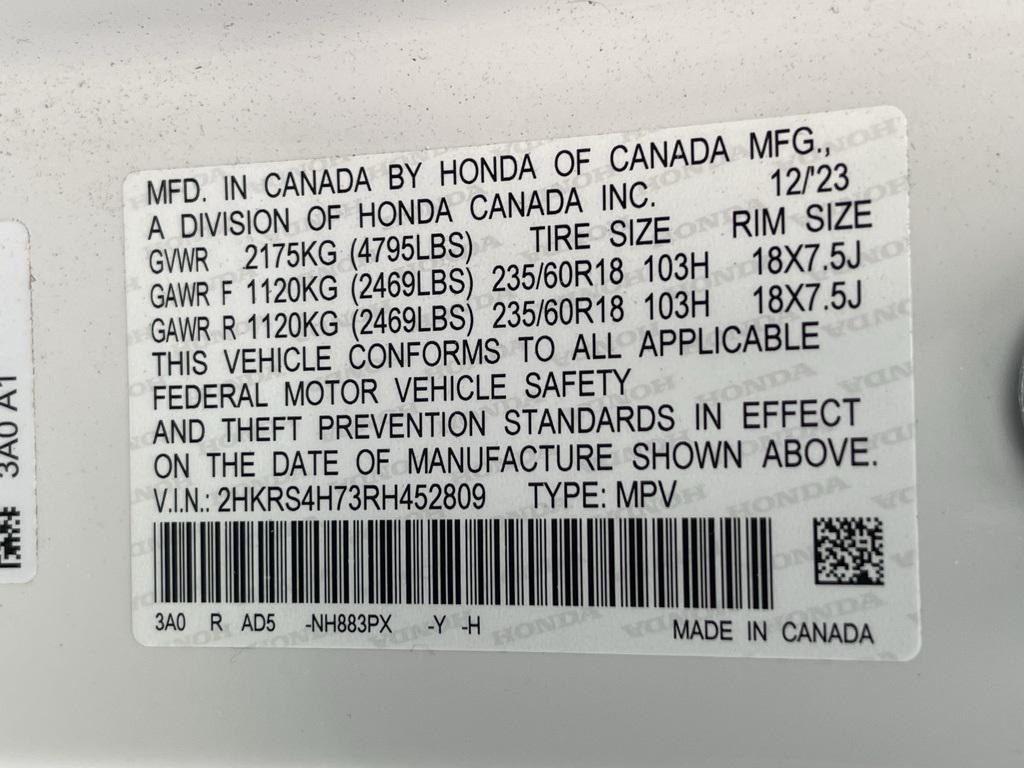 MFD. IN CANADA BY HONDA OF CANADA MFG.,
A DIVISION OF HONDA CANADA INC. 12/'23
GVWR 2175KG (4795LBS) TIRE SIZE RIM SIZE
GAWR F 1120KG (2469LBS) 235/60R18 103H 18X7.5J
GAWR R 1120KG (2469LBS) 235/60R18 103H 18X7.5J
THIS VEHICLE CONFORMS TO ALL APPLICABLE
FEDERAL MOTOR VEHICLE SAFETY
AND THEFT PREVENTION STANDARDS IN EFFECT
ON THE DATE OF MANUFACTURE SHOWN ABOVE.
V.I.N.: 2HKRS4H73RH452809 TYPE: MPV
3A0 R AD5 -NH883PX -Y -H
MADE IN CANADA
3A0 A1